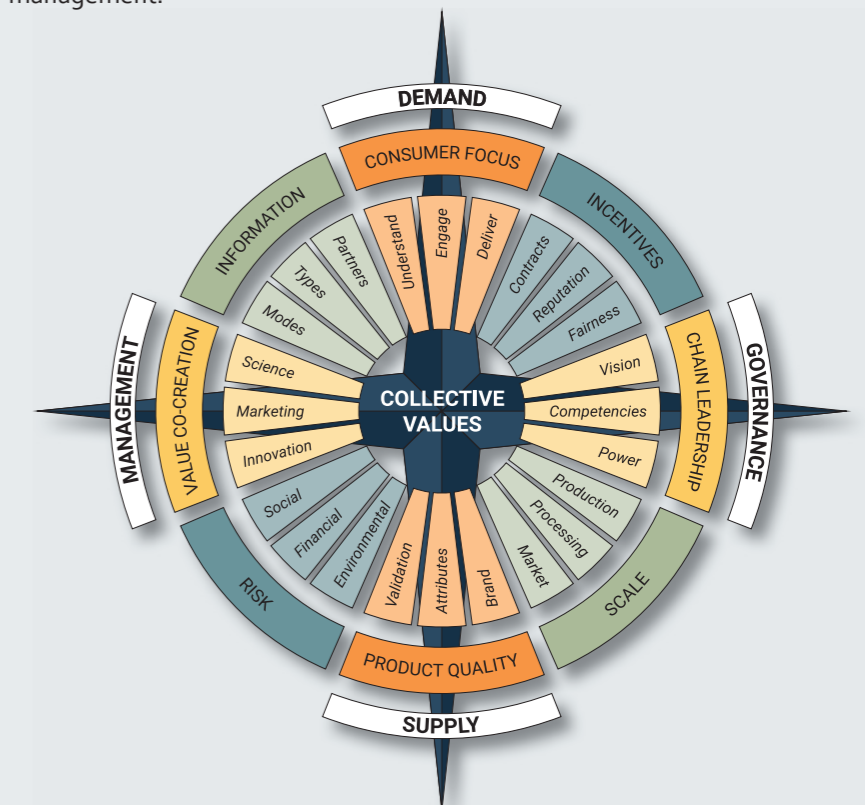 management.
DEMAND
CONSUMER FOCUS
INFORMATION
INCENTIVES
Understand
Engage
Deliver
Partners
Types
Modes
Contracts
Reputation
Fairness
MANAGEMENT
VALUE CO-CREATION
Science
Marketing
Innovation
COLLECTIVE
VALUES
Vision
Competencies
Power
CHAIN LEADERSHIP
GOVERNANCE
Social
Financial
Environmental
Validation
Attributes
Brand
Market
Processing
Production
RISK
SCALE
PRODUCT QUALITY
SUPPLY